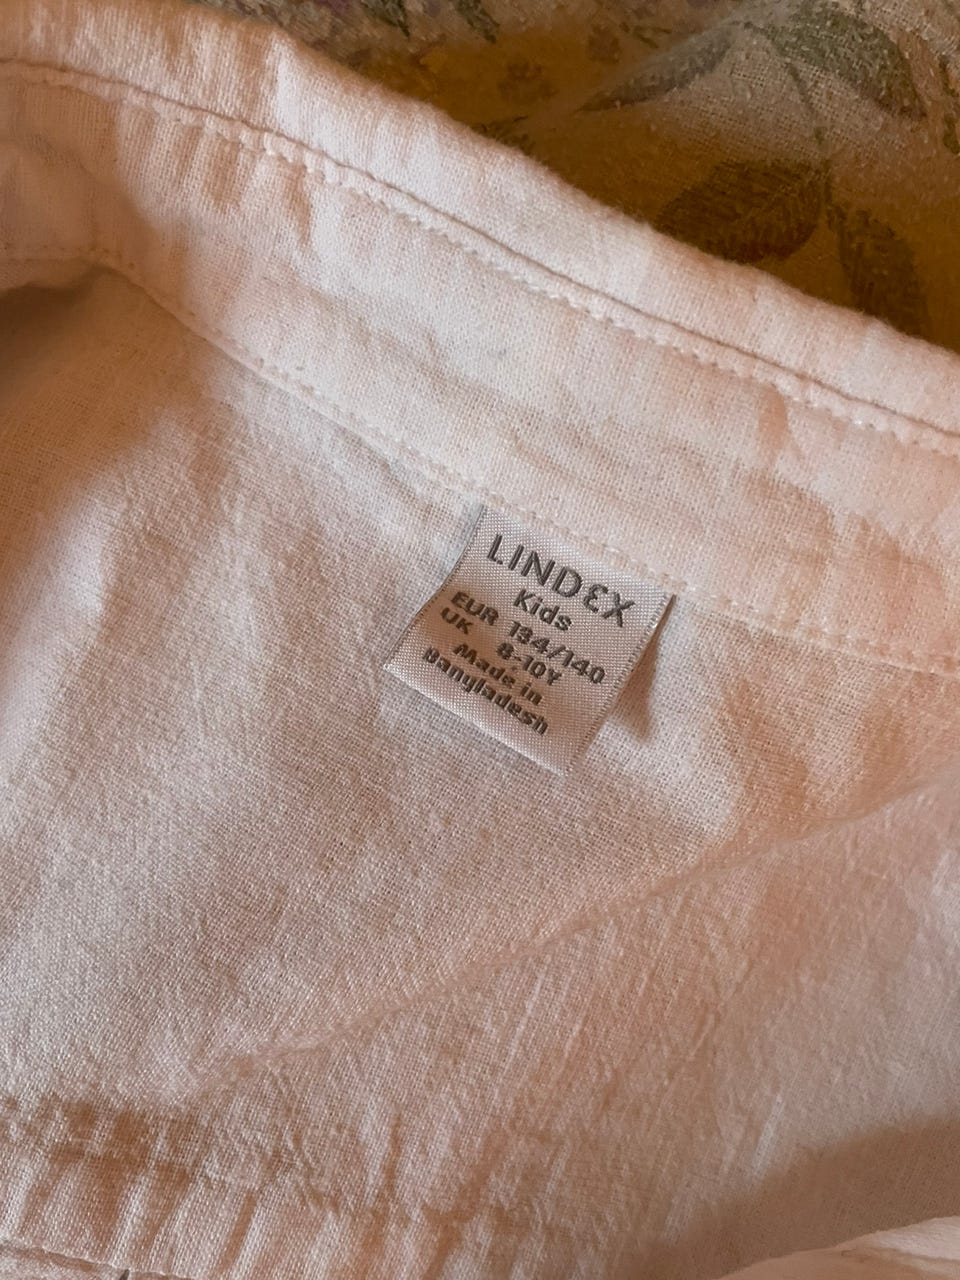 LINDEX
Kids
EUR 134/140
UK 8-10Y
Made in
Bangladesh